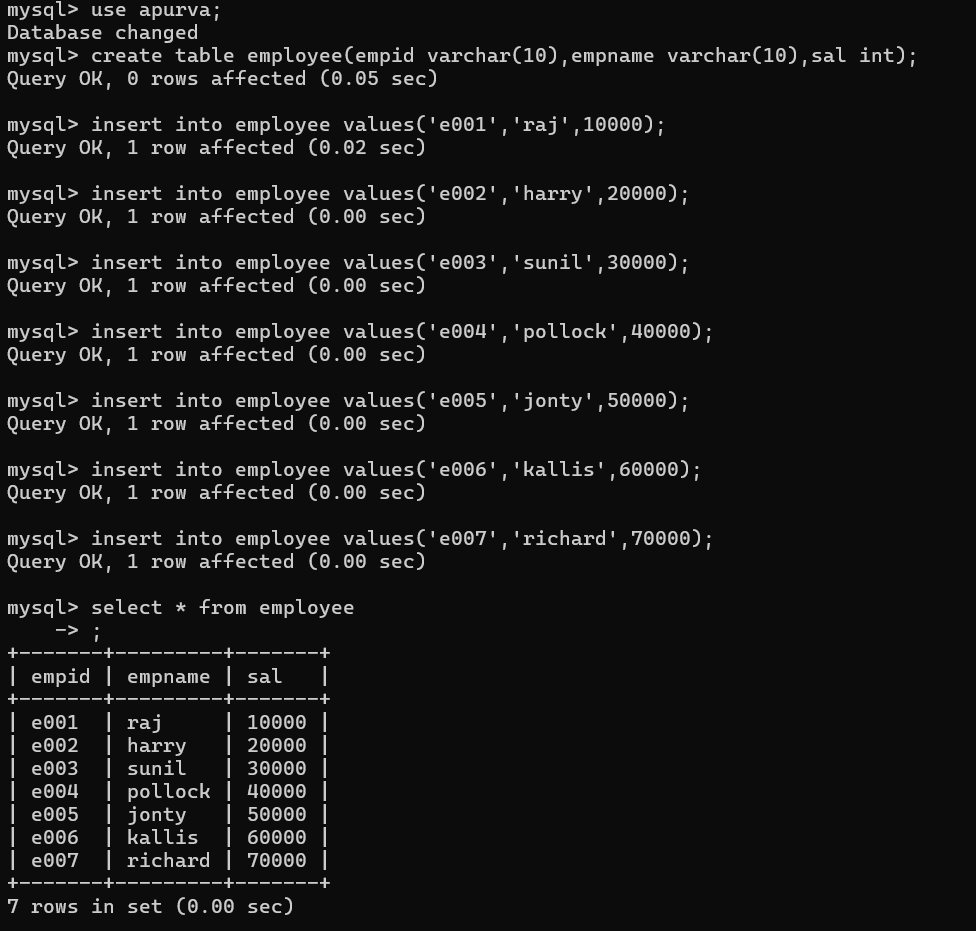 mysql> use apurva;
Database changed
mysql> create table employee(empid varchar(10),empname varchar(10),sal int);
Query OK, 0 rows affected (0.05 sec)

mysql> insert into employee values('e001','raj',10000);
Query OK, 1 row affected (0.02 sec)

mysql> insert into employee values('e002','harry',20000);
Query OK, 1 row affected (0.00 sec)

mysql> insert into employee values('e003','sunil',30000);
Query OK, 1 row affected (0.00 sec)

mysql> insert into employee values('e004','pollock',40000);
Query OK, 1 row affected (0.00 sec)

mysql> insert into employee values('e005','jonty',50000);
Query OK, 1 row affected (0.00 sec)

mysql> insert into employee values('e006','kallis',60000);
Query OK, 1 row affected (0.00 sec)

mysql> insert into employee values('e007','richard',70000);
Query OK, 1 row affected (0.00 sec)

mysql> select * from employee
    -> ;
+-------+---------+-------+
| empid | empname | sal   |
+-------+---------+-------+
| e001  | raj     | 10000 |
| e002  | harry   | 20000 |
| e003  | sunil   | 30000 |
| e004  | pollock | 40000 |
| e005  | jonty   | 50000 |
| e006  | kallis  | 60000 |
| e007  | richard | 70000 |
+-------+---------+-------+
7 rows in set (0.00 sec)